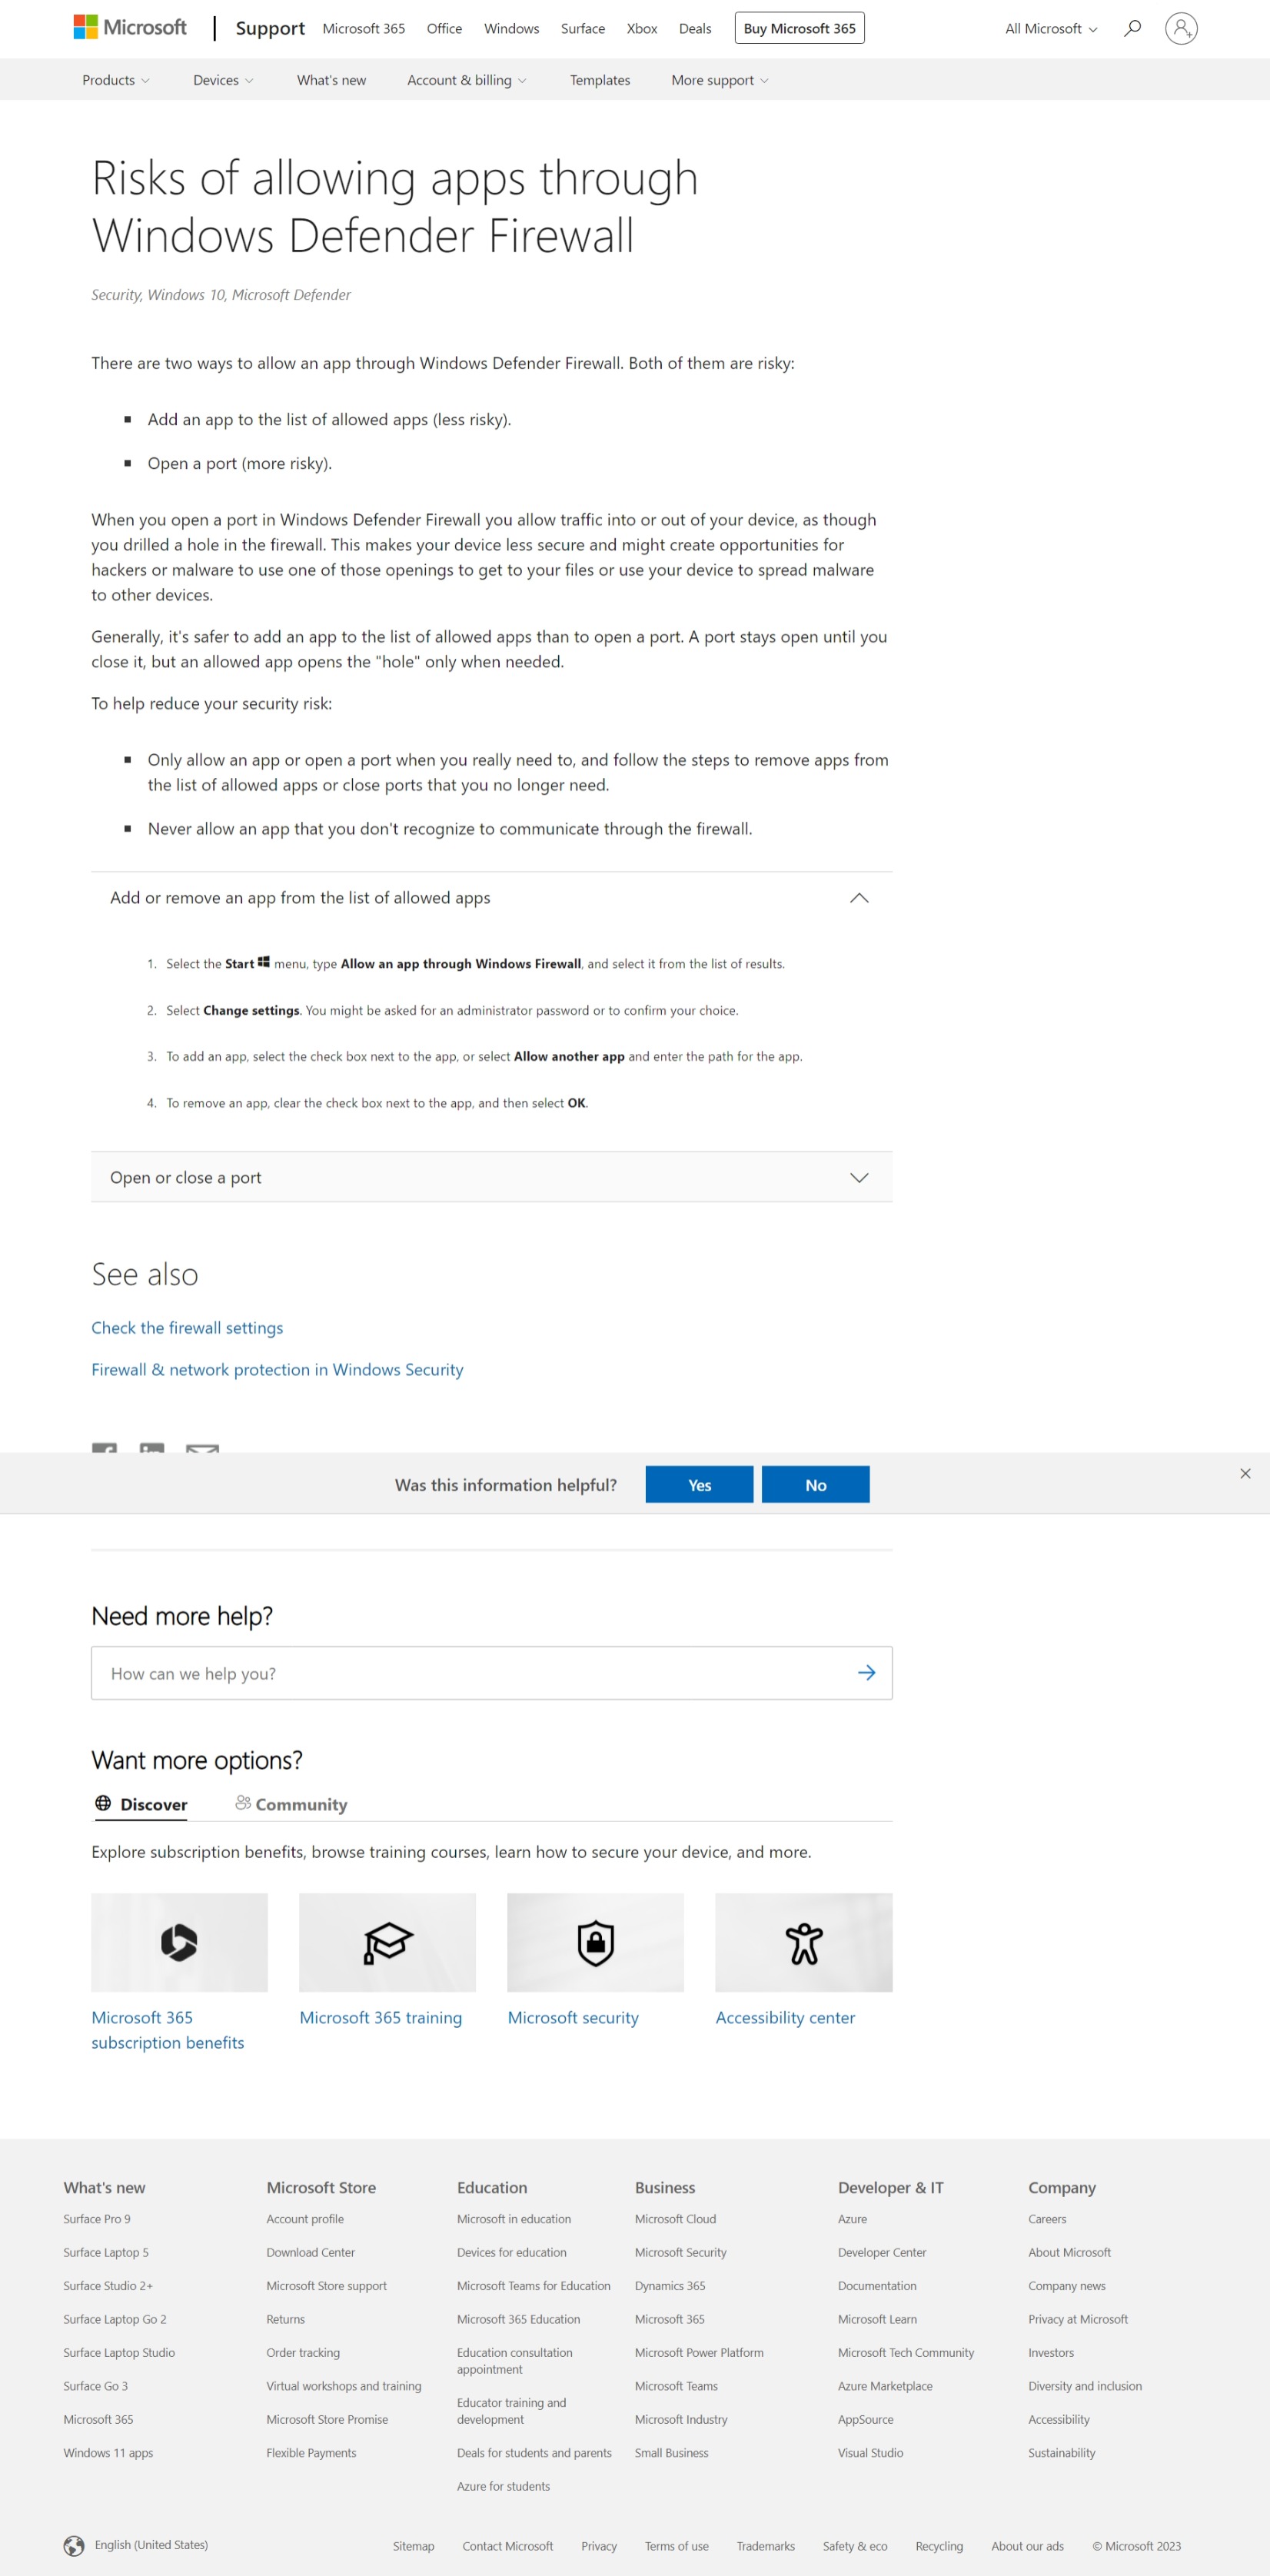 Microsoft
Support
Microsoft 365
Office
Windows
Surface
Xbox
Deals
Buy Microsoft 365
All Microsoft
Products
Devices
What's new
Account & billing
Templates
More support
Risks of allowing apps through
Windows Defender Firewall
Security, Windows 10, Microsoft Defender
There are two ways to allow an app through Windows Defender Firewall. Both of them are risky:
Add an app to the list of allowed apps (less risky).
Open a port (more risky).
When you open a port in Windows Defender Firewall you allow traffic into or out of your device, as though
you drilled a hole in the firewall. This makes your device less secure and might create opportunities for
hackers or malware to use one of those openings to get to your files or use your device to spread malware
to other devices.
Generally, it's safer to add an app to the list of allowed apps than to open a port. A port stays open until you
close it, but an allowed app opens the "hole" only when needed.
To help reduce your security risk:
Only allow an app or open a port when you really need to, and follow the steps to remove apps from
the list of allowed apps or close ports that you no longer need.
Never allow an app that you don't recognize to communicate through the firewall.
Add or remove an app from the list of allowed apps
1. Select the Start menu, type Allow an app through Windows Firewall, and select it from the list of results.
2. Select Change settings. You might be asked for an administrator password or to confirm your choice.
3. To add an app, select the check box next to the app, or select Allow another app and enter the path for the app.
4. To remove an app, clear the check box next to the app, and then select OK.
Open or close a port
See also
Check the firewall settings
Firewall & network protection in Windows Security
Was this information helpful?
Yes
No
Need more help?
How can we help you?
Want more options?
Discover
Community
Explore subscription benefits, browse training courses, learn how to secure your device, and more.
Microsoft 365
subscription benefits
Microsoft 365 training
Microsoft security
Accessibility center
What's new
Surface Pro 9
Surface Laptop 5
Surface Studio 2+
Surface Laptop Go 2
Surface Laptop Studio
Surface Go 3
Microsoft 365
Windows 11 apps
Microsoft Store
Account profile
Download Center
Microsoft Store support
Returns
Order tracking
Virtual workshops and training
Microsoft Store Promise
Flexible Payments
Education
Microsoft in education
Devices for education
Microsoft Teams for Education
Microsoft 365 Education
Education consultation
appointment
Educator training and
development
Deals for students and parents
Azure for students
Business
Microsoft Cloud
Microsoft Security
Dynamics 365
Microsoft 365
Microsoft Power Platform
Microsoft Teams
Microsoft Industry
Small Business
Developer & IT
Azure
Developer Center
Documentation
Microsoft Learn
Microsoft Tech Community
Azure Marketplace
AppSource
Visual Studio
Company
Careers
About Microsoft
Company news
Privacy at Microsoft
Investors
Diversity and inclusion
Accessibility
Sustainability
English (United States)
Sitemap
Contact Microsoft
Privacy
Terms of use
Trademarks
Safety & eco
Recycling
About our ads
© Microsoft 2023